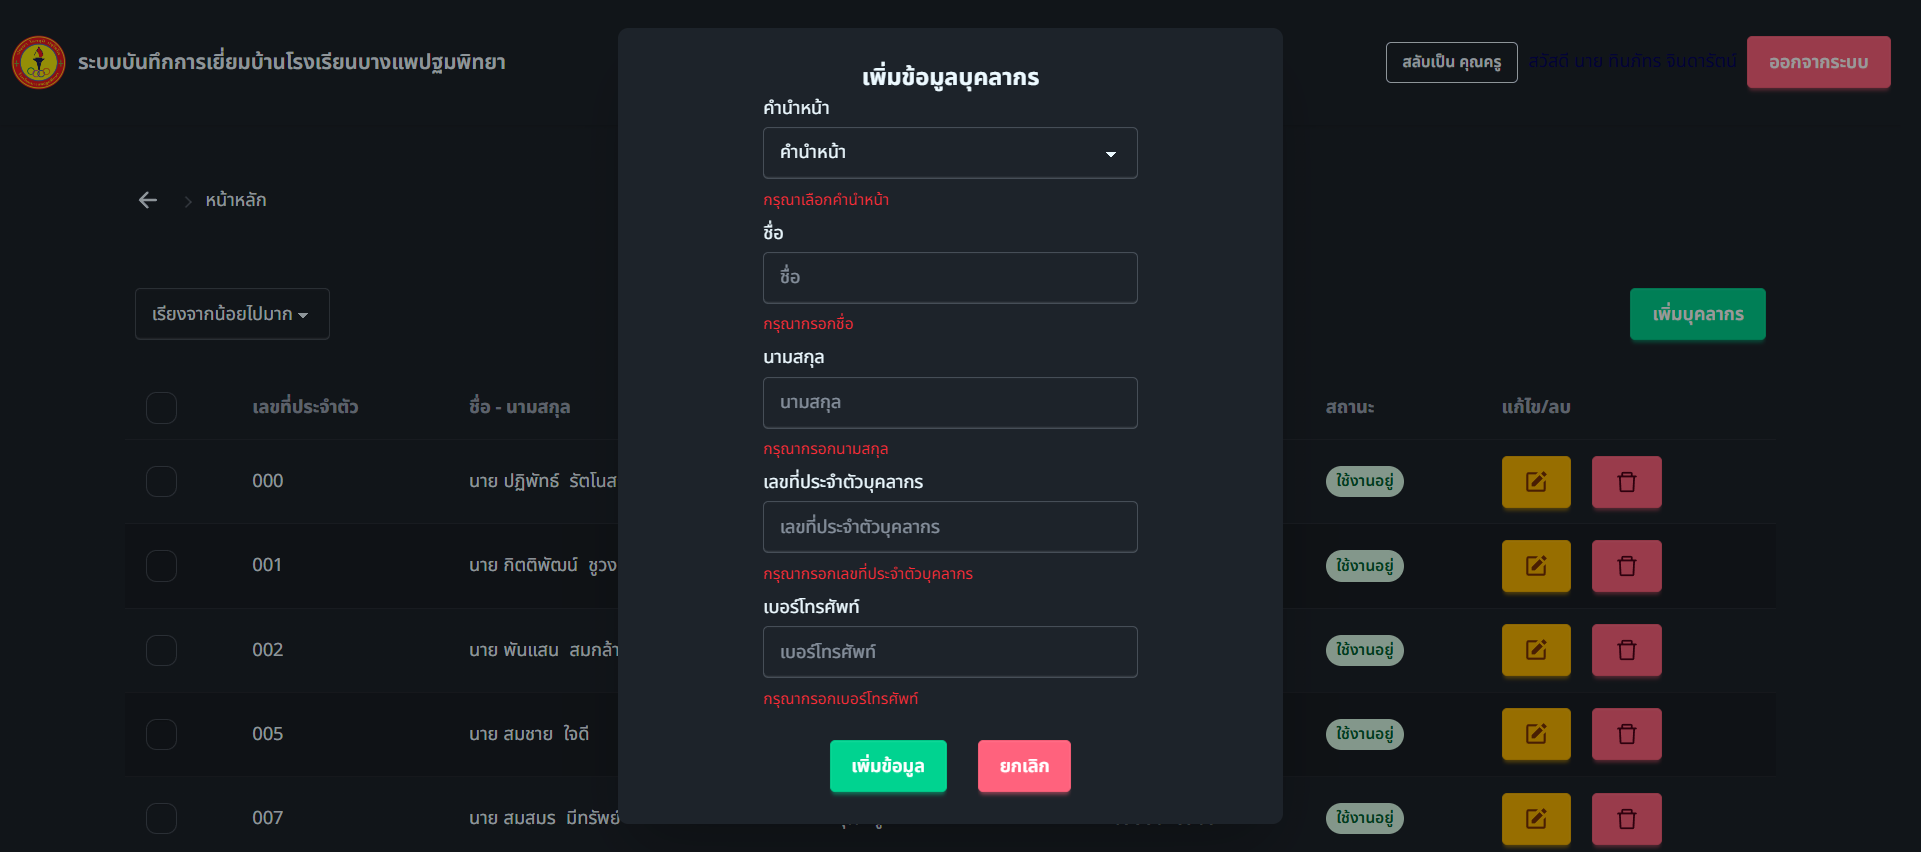 ระบบบันทึกการเยี่ยมบ้านโรงเรียนบางแพปฐมพิทยา
สลับเป็น คุณครู
สวัสดี นาย ทีปภัทร จินดารัตน์
ออกจากระบบ
หน้าหลัก
เรียงจากน้อยไปมาก
เพิ่มบุคลากร
เลขที่ประจำตัว ชื่อ - นามสกุล สถานะ แก้ไข/ลบ
000 นาย ปฏิพัทธ์ รัตโนส ใช้งานอยู่
001 นาย กิตติพัฒน์ ชูวง ใช้งานอยู่
002 นาย พันแสน สมกล้า ใช้งานอยู่
005 นาย สมชาย ใจดี ใช้งานอยู่
007 นาย สมสมร มีทรัพย์ ใช้งานอยู่
เพิ่มข้อมูลบุคลากร
คำนำหน้า
คำนำหน้า
กรุณาเลือกคำนำหน้า
ชื่อ
ชื่อ
กรุณากรอกชื่อ
นามสกุล
นามสกุล
กรุณากรอกนามสกุล
เลขที่ประจำตัวบุคลากร
เลขที่ประจำตัวบุคลากร
กรุณากรอกเลขที่ประจำตัวบุคลากร
เบอร์โทรศัพท์
เบอร์โทรศัพท์
กรุณากรอกเบอร์โทรศัพท์
เพิ่มข้อมูล
ยกเลิก